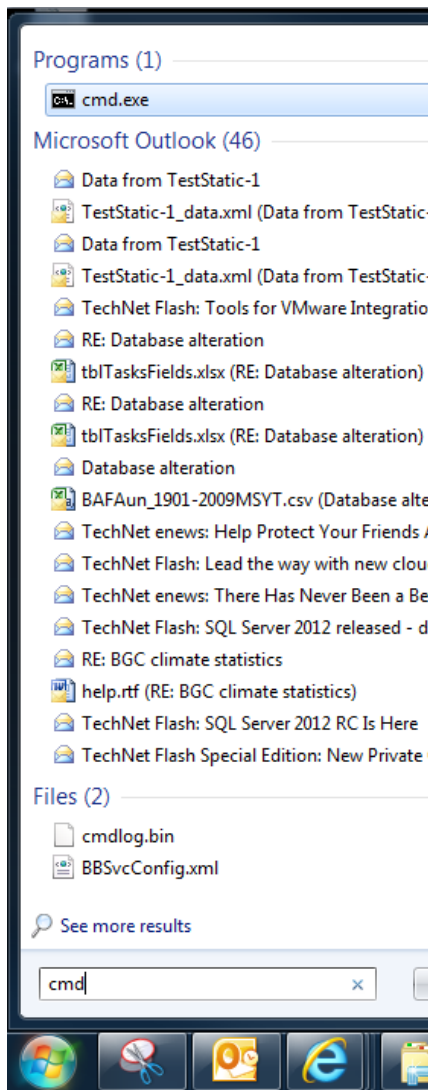 Programs (1)
cmd.exe
Microsoft Outlook (46)
Data from TestStatic-1
TestStatic-1_data.xml (Data from TestStatic-
Data from TestStatic-1
TestStatic-1_data.xml (Data from TestStatic-
TechNet Flash: Tools for VMware Integratio
RE: Database alteration
tblTasksFields.xlsx (RE: Database alteration)
RE: Database alteration
tblTasksFields.xlsx (RE: Database alteration)
Database alteration
BAFAun_1901-2009MSYT.csv (Database alte
TechNet enews: Help Protect Your Friends A
TechNet Flash: Lead the way with new clou
TechNet enews: There Has Never Been a Be
TechNet Flash: SQL Server 2012 released - d
RE: BGC climate statistics
help.rtf (RE: BGC climate statistics)
TechNet Flash: SQL Server 2012 RC Is Here
TechNet Flash Special Edition: New Private
Files (2)
cmdlog.bin
BBSvcConfig.xml
See more results
cmd